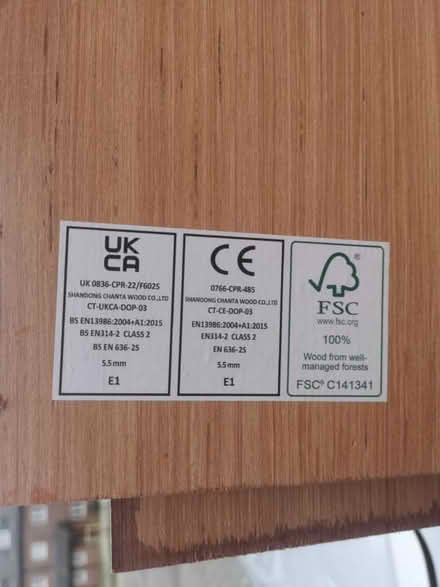 UK
CA
UK 0836-CPR-22/F6025
SHANDONG CHANTA WOOD CO.,LTD
CT-UKCA-DOP-03
BS EN13986:2004+A1:2015
BS EN314-2 CLASS 2
BS EN 636-2S
5.5mm
E1
CE
0766-CPR-485
SHANDONG CHANTA WOOD CO.,LTD
CT-CE-DOP-03
EN13986:2004+A1:2015
EN314-2 CLASS 2
EN 636-2S
5.5mm
E1
®
FSC
www.fsc.org
100%
Wood from well-
managed forests
FSC® C141341